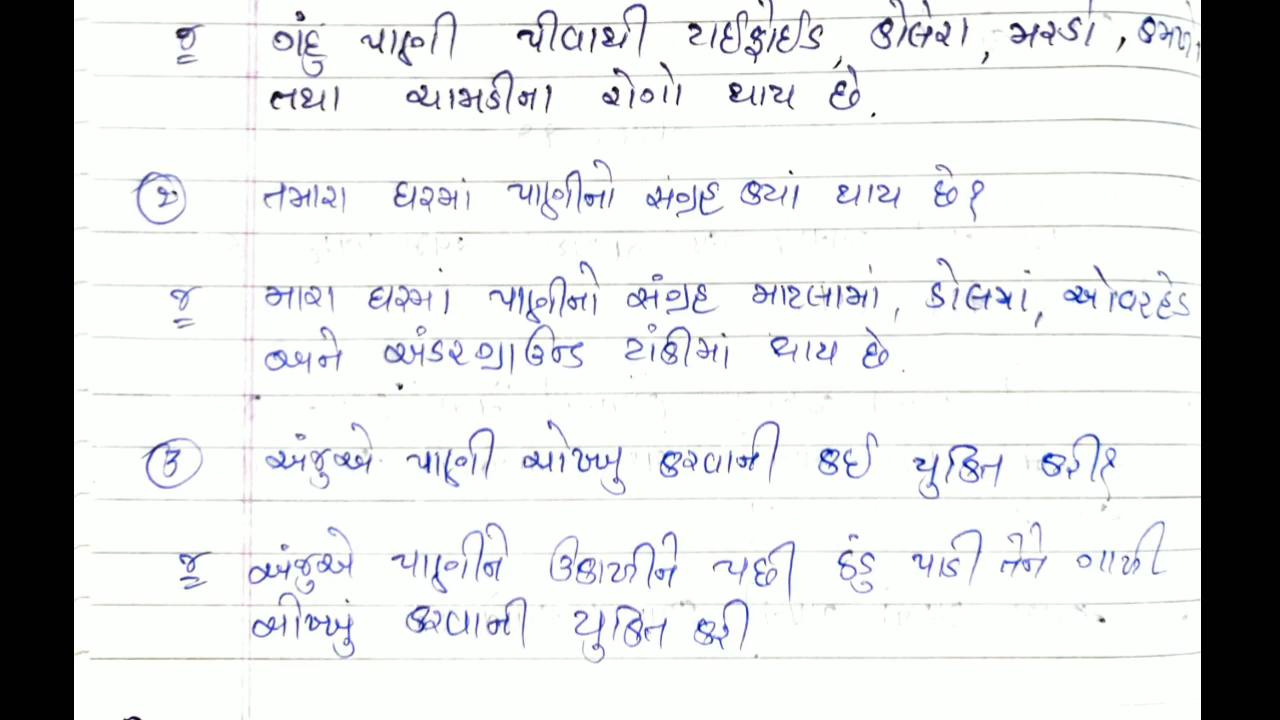 જ ગંદુ પાણી પીવાથી ટાઈફોઈડ, કોલેરા, મરડો, કમળો
તથા ચામડીના રોગો થાય છે.
૨ તમારા ઘરમાં પાણીનો સંગ્રહ ક્યાં થાય છે?
જ મારા ઘરમાં પાણીનો સંગ્રહ માટલામાં, ડોલમાં, ઓવરહેડ
અને અંડરગ્રાઉન્ડ ટાંકીમાં થાય છે.
૩ અંજુએ પાણી ચોખ્ખુ કરવાની કઈ યુક્તિ કરી?
જ અંજુએ પાણીને ઉકાળીને પછી ઠંડુ પાડી તેને ગાળી
ચોખ્ખું કરવાની યુક્તિ કરી.